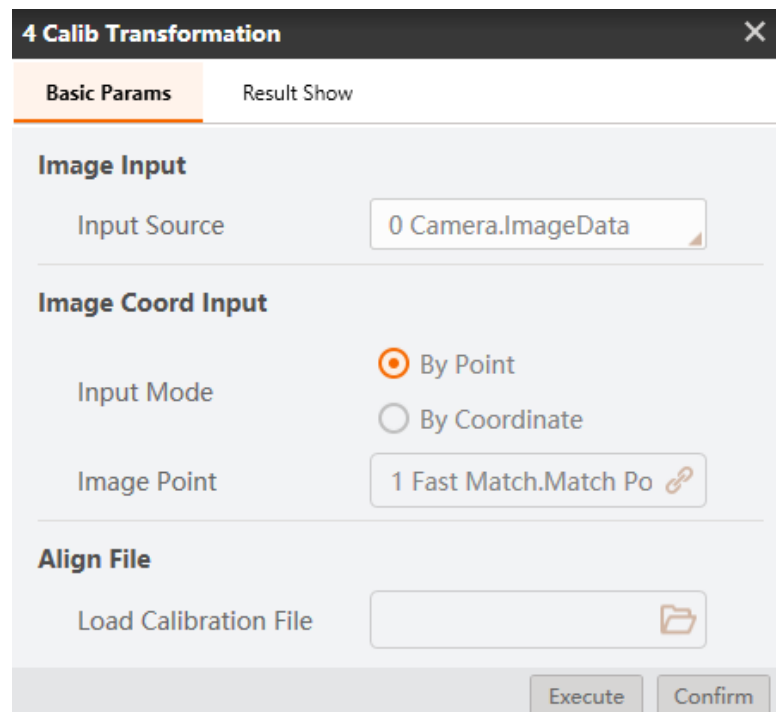 4 Calib Transformation
Basic Params Result Show
Image Input
Input Source 0 Camera.ImageData
Image Coord Input
By Point
Input Mode
By Coordinate
Image Point 1 Fast Match.Match Po
Align File
Load Calibration File
Execute Confirm